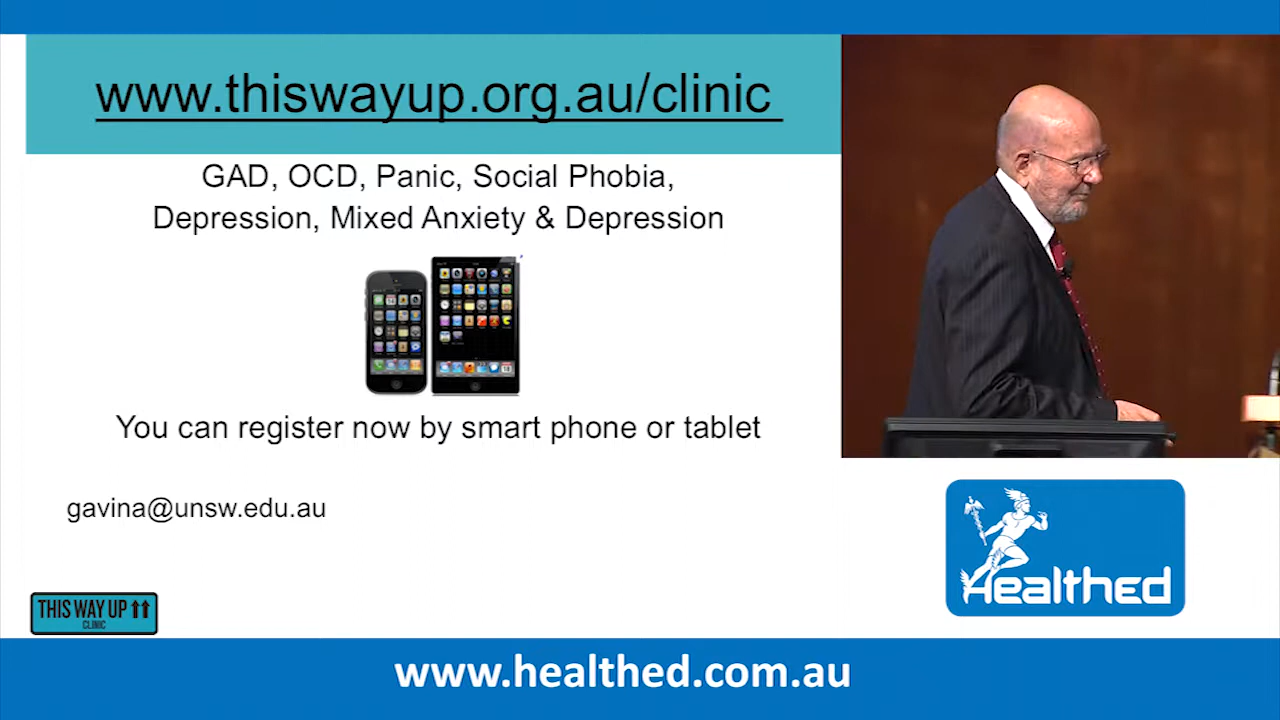 www.thiswayup.org.au/clinic
GAD, OCD, Panic, Social Phobia,
Depression, Mixed Anxiety & Depression
You can register now by smart phone or tablet
gavina@unsw.edu.au
THIS WAY UP
CLINIC
Healthed
www.healthed.com.au